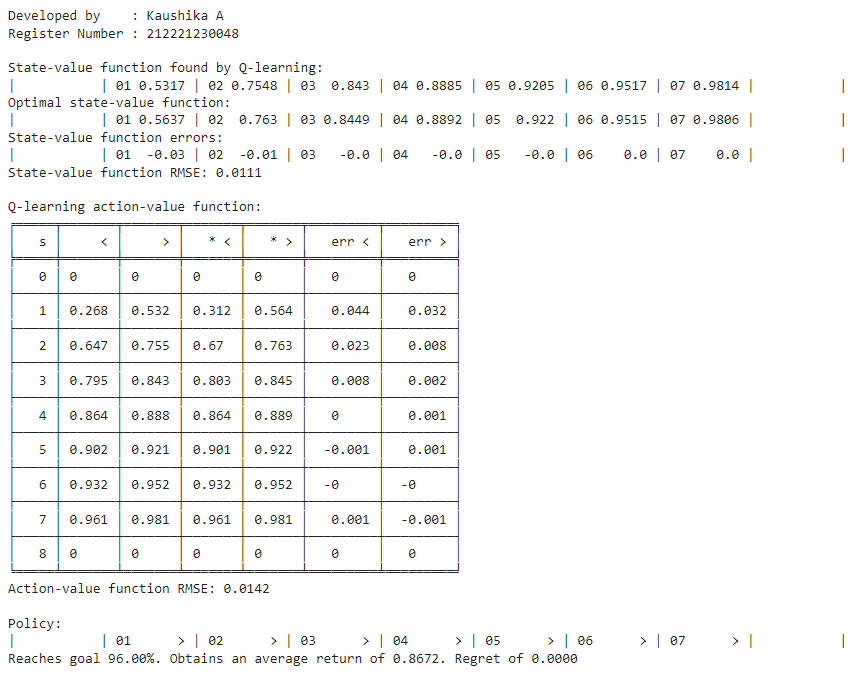 Developed by    : Kaushika A
Register Number : 212221230048
State-value function found by Q-learning:
|           | 01 0.5317 | 02 0.7548 | 03  0.843 | 04 0.8885 | 05 0.9205 | 06 0.9517 | 07 0.9814 |           |
Optimal state-value function:
|           | 01 0.5637 | 02  0.763 | 03 0.8449 | 04 0.8892 | 05  0.922 | 06 0.9515 | 07 0.9806 |           |
State-value function errors:
|           | 01  -0.03 | 02  -0.01 | 03   -0.0 | 04   -0.0 | 05   -0.0 | 06    0.0 | 07    0.0 |           |
State-value function RMSE: 0.0111
Q-learning action-value function:
│   s │     < │     > │   * < │   * > │   err < │   err > │
│   0 │ 0     │ 0     │ 0     │ 0     │   0     │   0     │
│   1 │ 0.268 │ 0.532 │ 0.312 │ 0.564 │   0.044 │   0.032 │
│   2 │ 0.647 │ 0.755 │ 0.67  │ 0.763 │   0.023 │   0.008 │
│   3 │ 0.795 │ 0.843 │ 0.803 │ 0.845 │   0.008 │   0.002 │
│   4 │ 0.864 │ 0.888 │ 0.864 │ 0.889 │   0     │   0.001 │
│   5 │ 0.902 │ 0.921 │ 0.901 │ 0.922 │  -0.001 │   0.001 │
│   6 │ 0.932 │ 0.952 │ 0.932 │ 0.952 │  -0     │  -0     │
│   7 │ 0.961 │ 0.981 │ 0.961 │ 0.981 │   0.001 │  -0.001 │
│   8 │ 0     │ 0     │ 0     │ 0     │   0     │   0     │
Action-value function RMSE: 0.0142
Policy:
|           | 01      > | 02      > | 03      > | 04      > | 05      > | 06      > | 07      > |           |
Reaches goal 96.00%. Obtains an average return of 0.8672. Regret of 0.0000